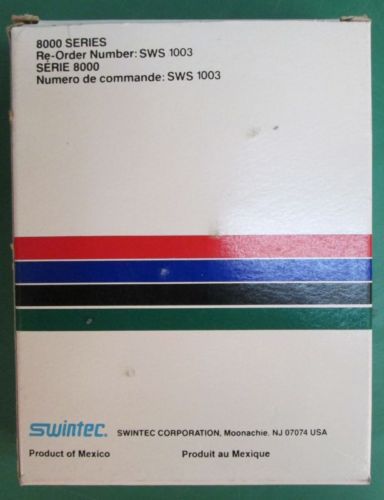 8000 SERIES
Re-Order Number: SWS 1003
SÉRIE 8000
Numero de commande: SWS 1003
swintec. SWINTEC CORPORATION, Moonachie. NJ 07074 USA
Product of Mexico Produit au Mexique